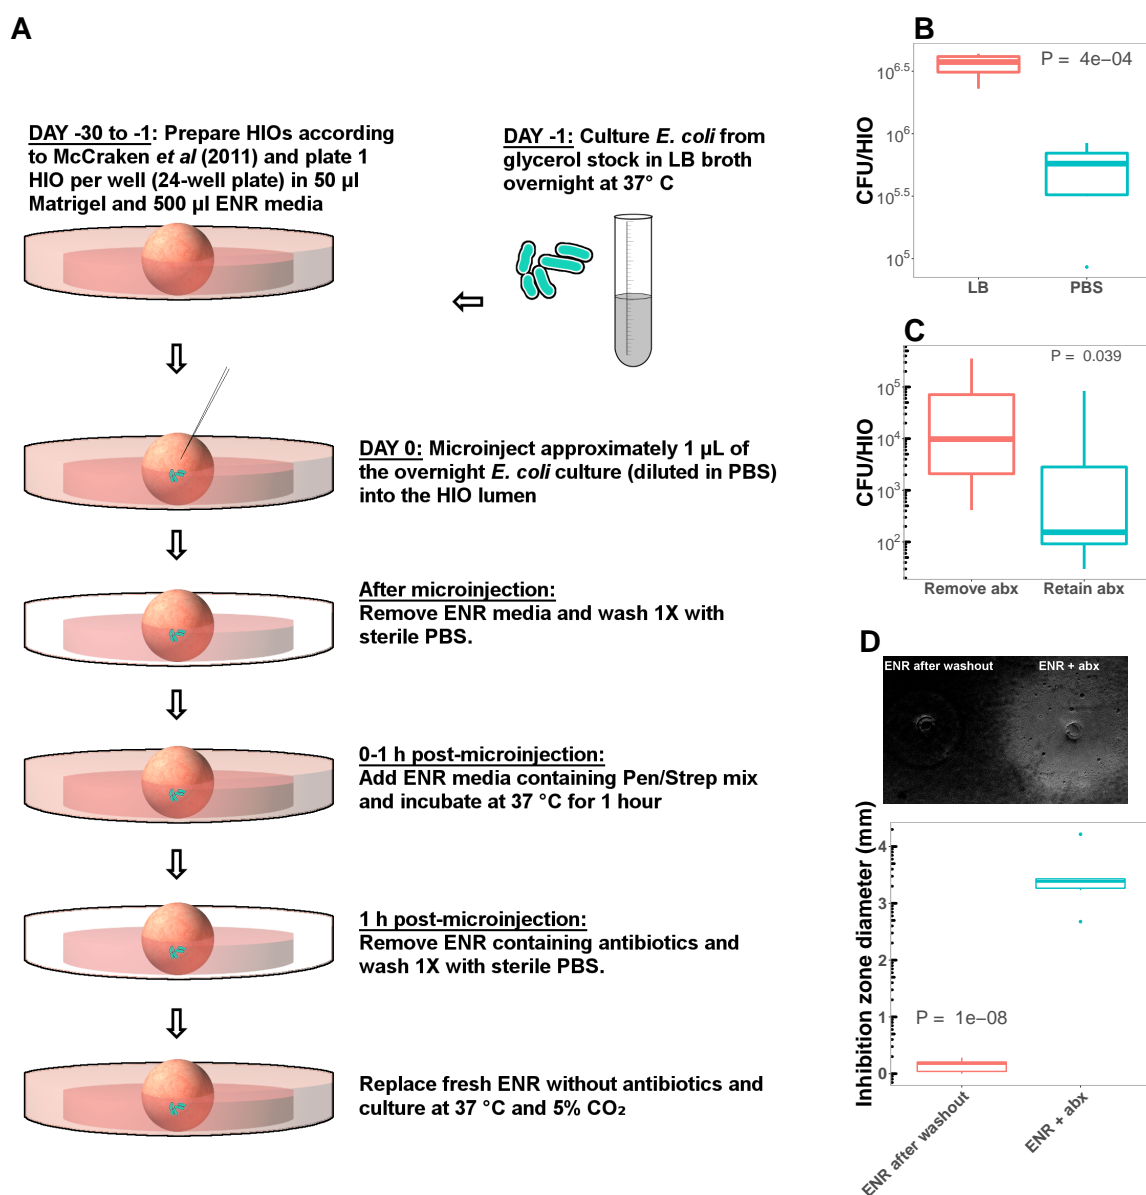 A
DAY -30 to -1: Prepare HIOs according
to McCraken et al (2011) and plate 1
HIO per well (24-well plate) in 50 µl
Matrigel and 500 µl ENR media
DAY -1: Culture E. coli from
glycerol stock in LB broth
overnight at 37° C
DAY 0: Microinject approximately 1 µL of
the overnight E. coli culture (diluted in PBS)
into the HIO lumen
After microinjection:
Remove ENR media and wash 1X with
sterile PBS.
0-1 h post-microinjection:
Add ENR media containing Pen/Strep mix
and incubate at 37 °C for 1 hour
1 h post-microinjection:
Remove ENR containing antibiotics and
wash 1X with sterile PBS.
Replace fresh ENR without antibiotics and
culture at 37 °C and 5% CO₂
B
CFU/HIO
10^6.5
10^6
10^5.5
10^5
P = 4e−04
LB
PBS
C
CFU/HIO
10^5
10^4
10^3
10^2
P = 0.039
Remove abx
Retain abx
D
ENR after washout
ENR + abx
Inhibition zone diameter (mm)
4
3
2
1
0
P = 1e−08
ENR after washout
ENR + abx